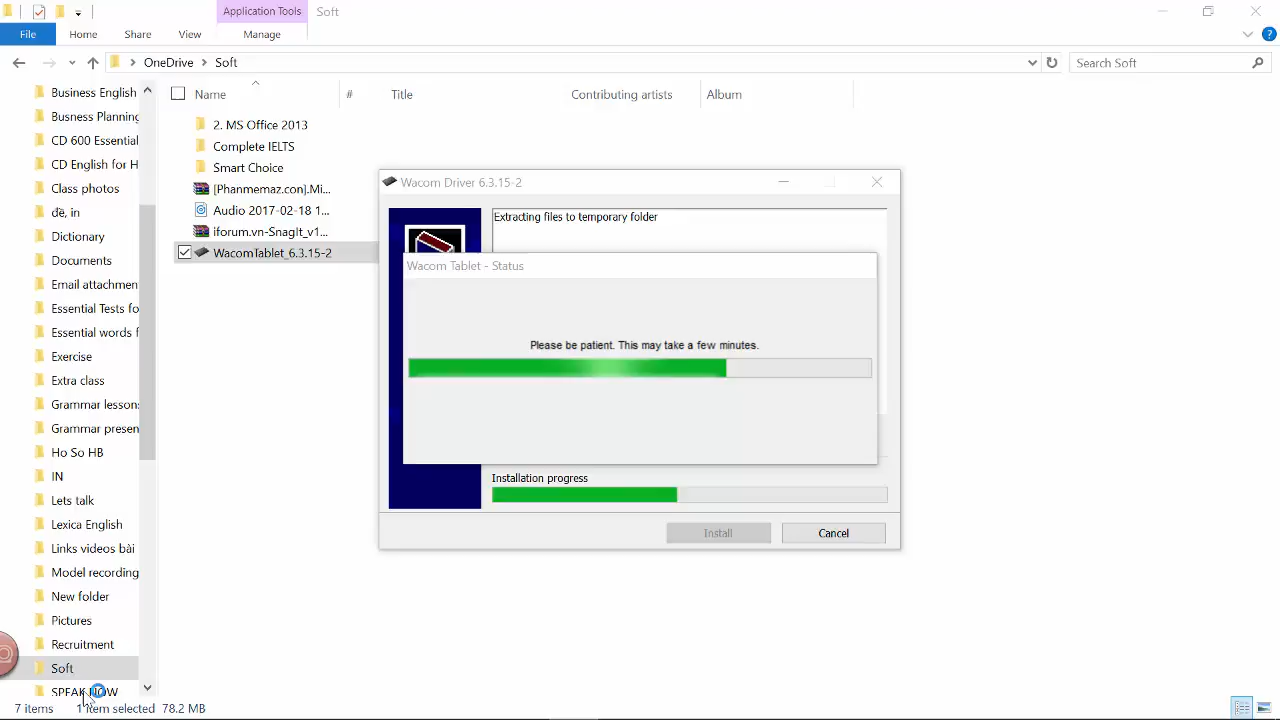 Application Tools
Soft
File
Home
Share
View
Manage
OneDrive
Soft
Search Soft
Name
#
Title
Contributing artists
Album
Business English
Busness Planning
CD 600 Essential
CD English for H
Class photos
đề, in
Dictionary
Documents
Email attachmen
Essential Tests fo
Essential words f
Exercise
Extra class
Grammar lesson
Grammar presen
Ho So HB
IN
Lets talk
Lexica English
Links videos bài
Model recording
New folder
Pictures
Recruitment
Soft
SPEAK NOW
2. MS Office 2013
Complete IELTS
Smart Choice
[Phanmemaz.con].Mi...
Audio 2017-02-18 1...
iforum.vn-SnagIt_v1...
WacomTablet_6.3.15-2
Wacom Driver 6.3.15-2
Extracting files to temporary folder
Wacom Tablet - Status
Please be patient. This may take a few minutes.
Installation progress
Install
Cancel
7 items
1 item selected 78.2 MB